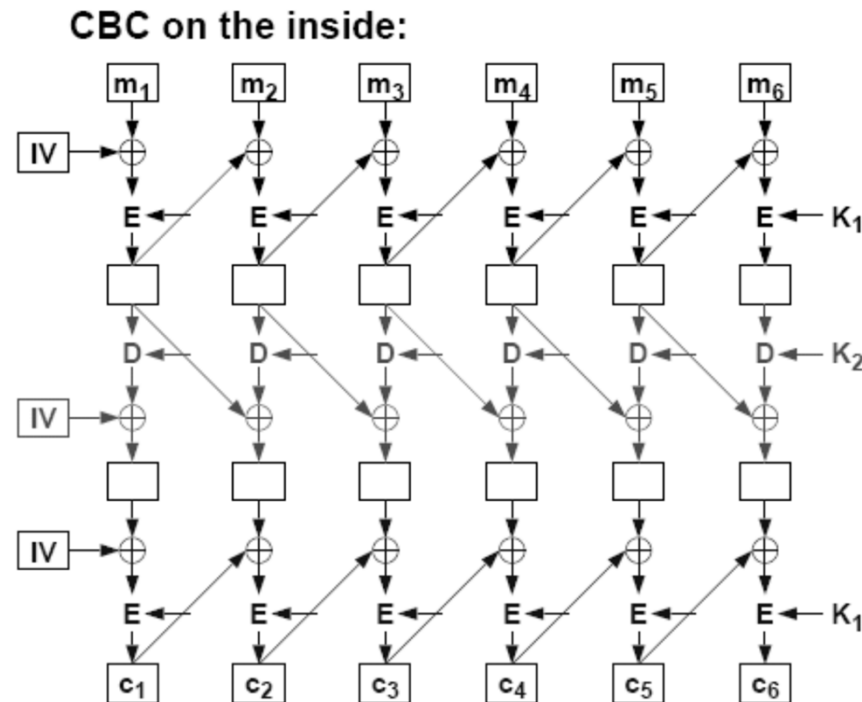 CBC on the inside:
m1 m2 m3 m4 m5 m6
IV
E E E E E E K1
D D D D D D K2
IV
IV
E E E E E E K1
c1 c2 c3 c4 c5 c6